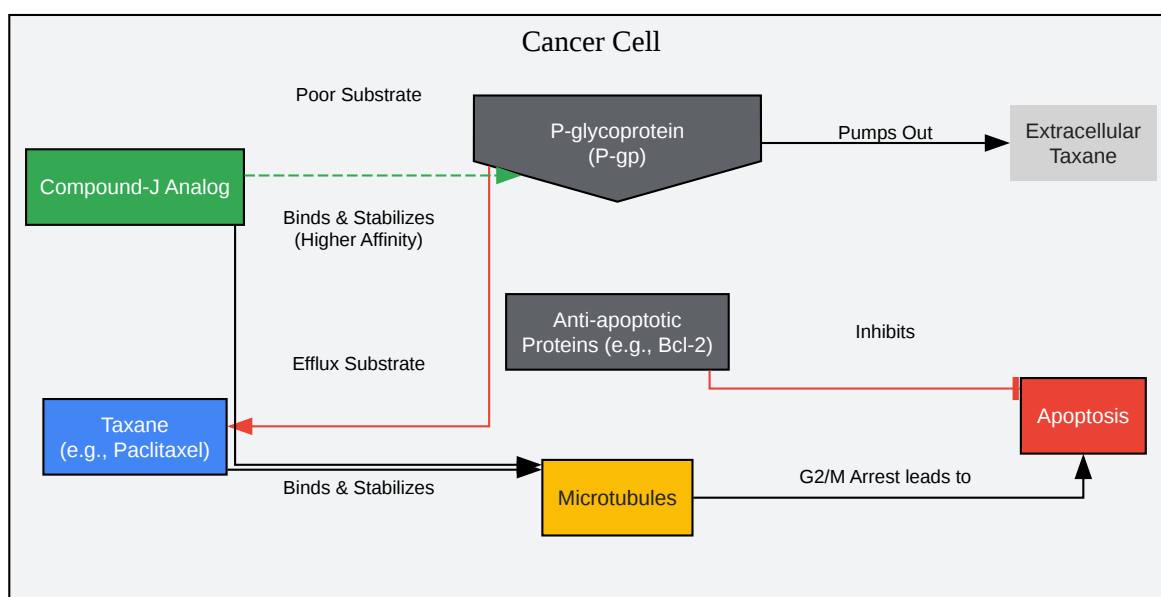 Cancer Cell
Poor Substrate
P-glycoprotein
(P-gp)
Pumps Out
Extracellular
Taxane
Compound-J Analog
Binds & Stabilizes
(Higher Affinity)
Anti-apoptotic
Proteins (e.g., Bcl-2)
Inhibits
Efflux Substrate
Taxane
(e.g., Paclitaxel)
Apoptosis
Binds & Stabilizes
Microtubules
G2/M Arrest leads to